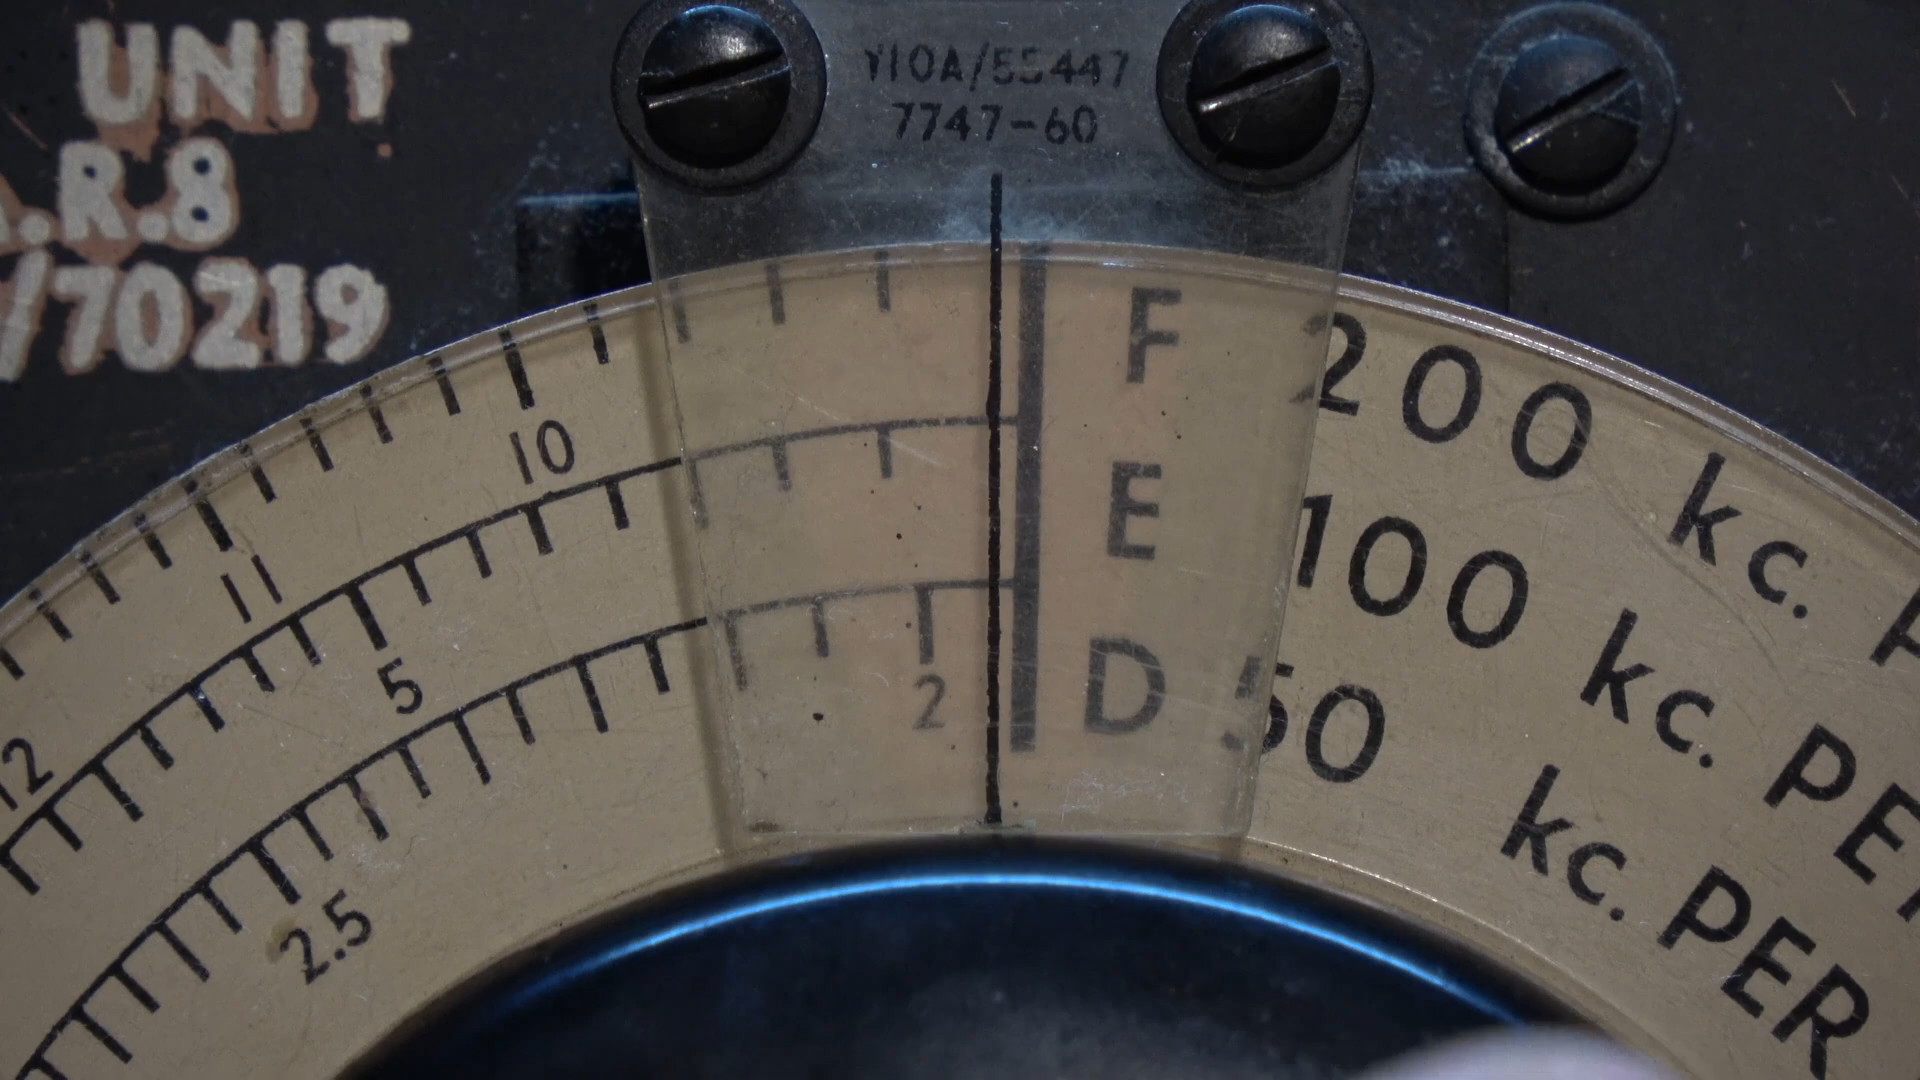 UNIT
A.R.8
/70219
Y10A/55447
7747-60
F 200 kc. P
E 100 kc. PE
D 50 kc. PER
10
11
12
5
2
2.5